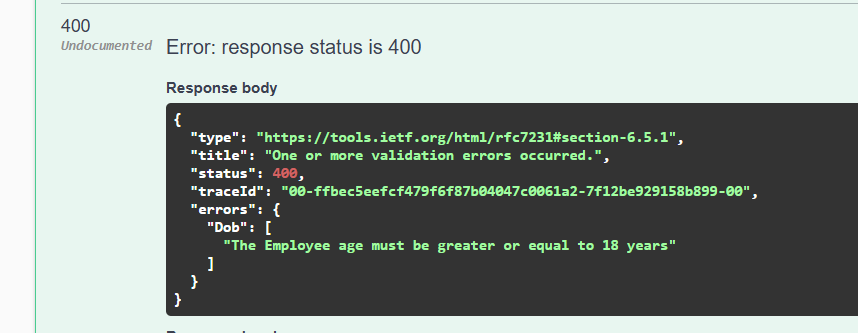 400
Undocumented
Error: response status is 400
Response body
{
"type": "https://tools.ietf.org/html/rfc7231#section-6.5.1",
"title": "One or more validation errors occurred.",
"status": 400,
"traceId": "00-ffbec5eefcf479f6f87b04047c0061a2-7f12be929158b899-00",
"errors": {
"Dob": [
"The Employee age must be greater or equal to 18 years"
]
}
}